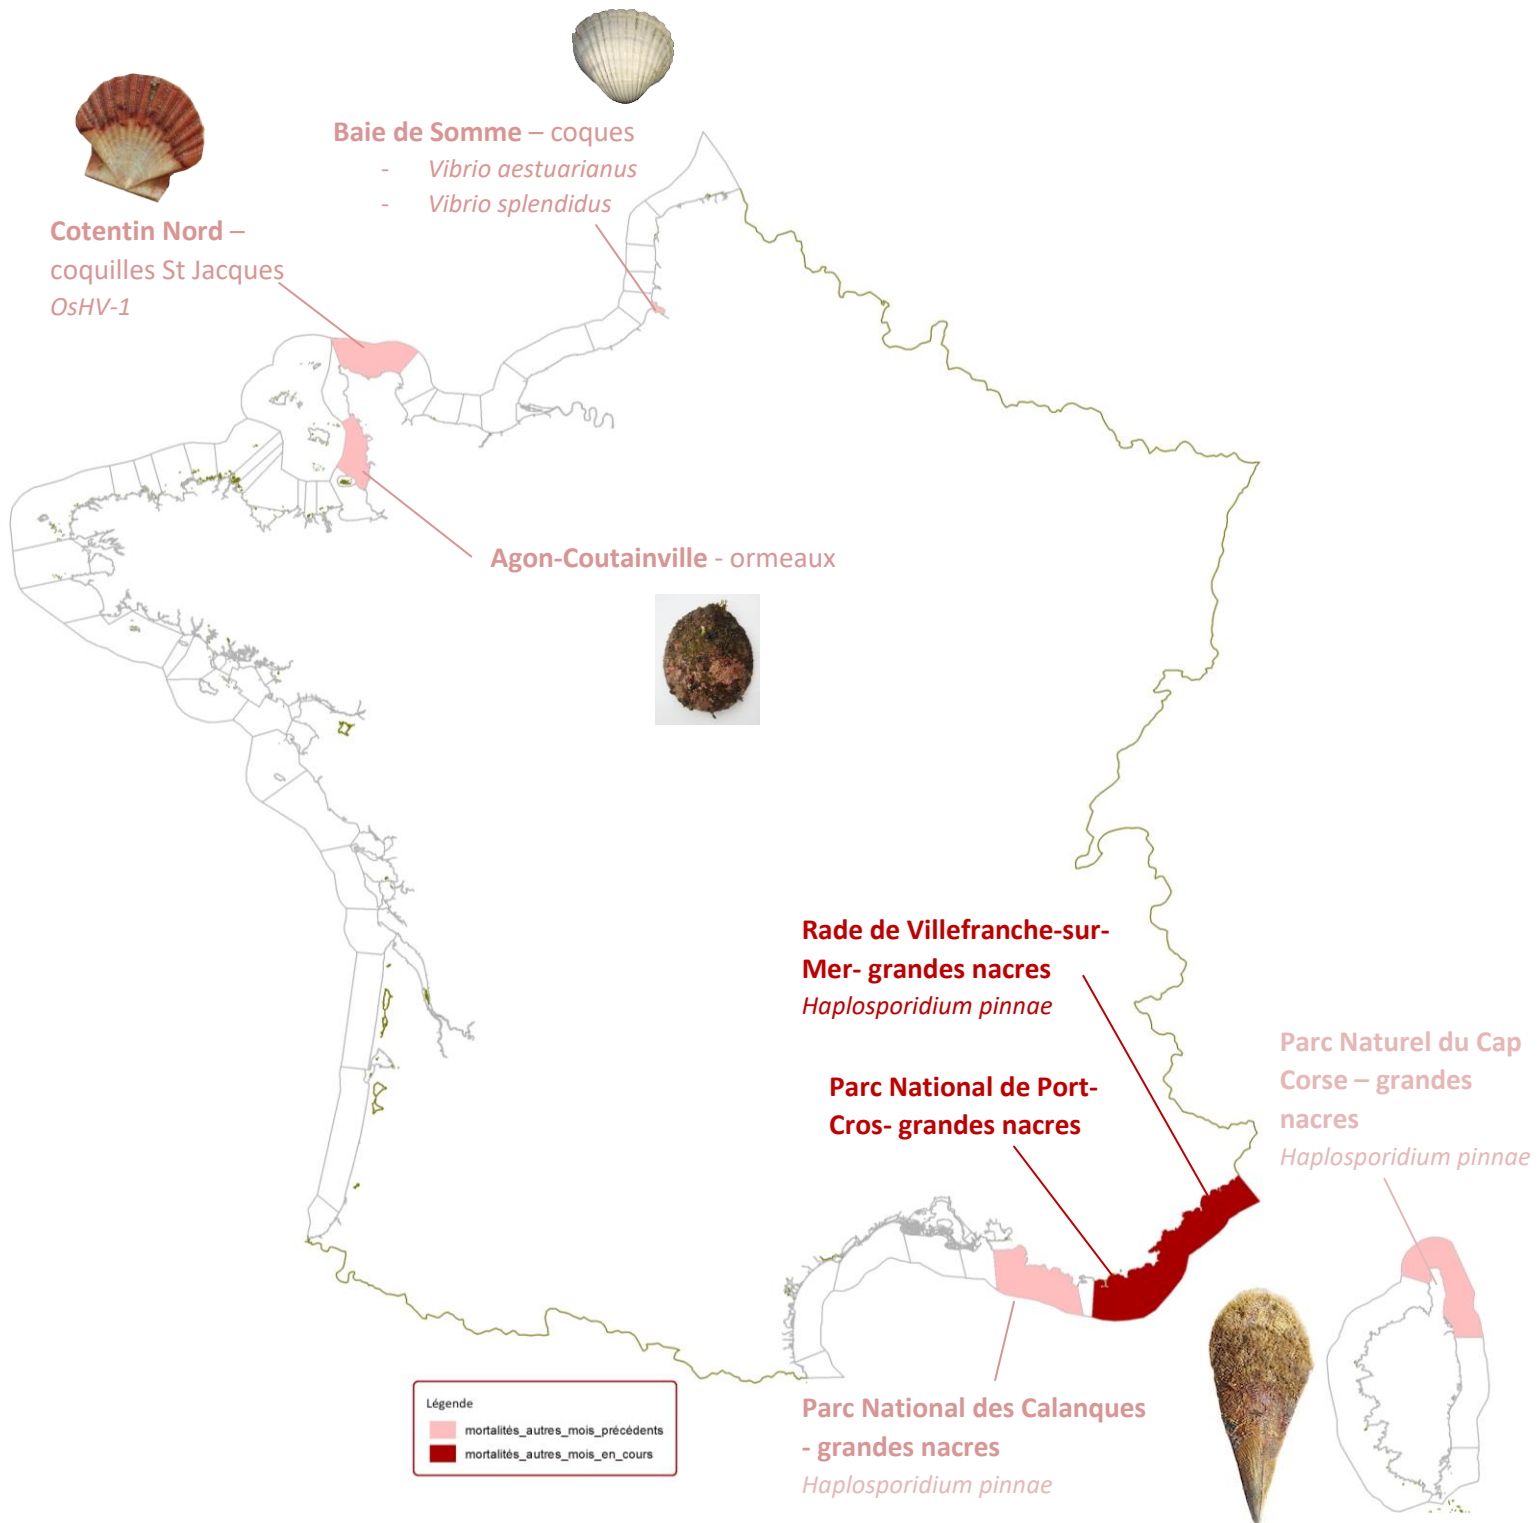 Baie de Somme – coques
- Vibrio aestuarianus
- Vibrio splendidus
Cotentin Nord –
coquilles St Jacques
OsHV-1
Agon-Coutainville - ormeaux
Rade de Villefranche-sur-
Mer- grandes nacres
Haplosporidium pinnae
Parc National de Port-
Cros- grandes nacres
Parc Naturel du Cap
Corse – grandes
nacres
Haplosporidium pinnae
Parc National des Calanques
- grandes nacres
Haplosporidium pinnae
Légende
mortalités_autres_mois_précédents
mortalités_autres_mois_en_cours